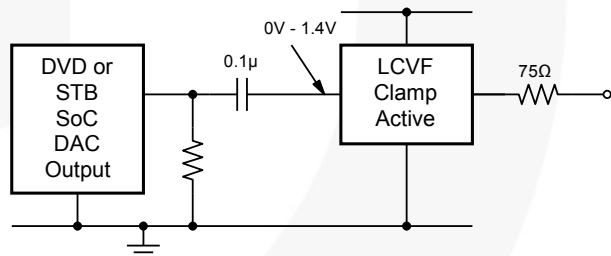 0V - 1.4V
DVD or
STB
SoC
DAC
Output
0.1µ
LCVF
Clamp
Active
75Ω